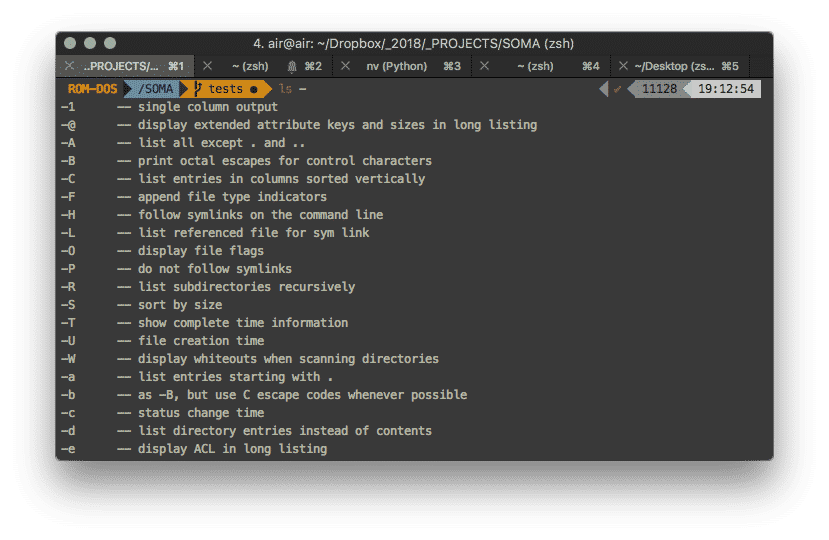 4. air@air: ~/Dropbox/_2018/_PROJECTS/SOMA (zsh)
..PROJECTS/... ⌘1 ~ (zsh) ⌘2 nv (Python) ⌘3 ~ (zsh) ⌘4 ~/Desktop (zs... ⌘5
ROM-DOS /SOMA tests ● ls - ✔ 11128 19:12:54
-1 -- single column output
-@ -- display extended attribute keys and sizes in long listing
-A -- list all except . and ..
-B -- print octal escapes for control characters
-C -- list entries in columns sorted vertically
-F -- append file type indicators
-H -- follow symlinks on the command line
-L -- list referenced file for sym link
-O -- display file flags
-P -- do not follow symlinks
-R -- list subdirectories recursively
-S -- sort by size
-T -- show complete time information
-U -- file creation time
-W -- display whiteouts when scanning directories
-a -- list entries starting with .
-b -- as -B, but use C escape codes whenever possible
-c -- status change time
-d -- list directory entries instead of contents
-e -- display ACL in long listing